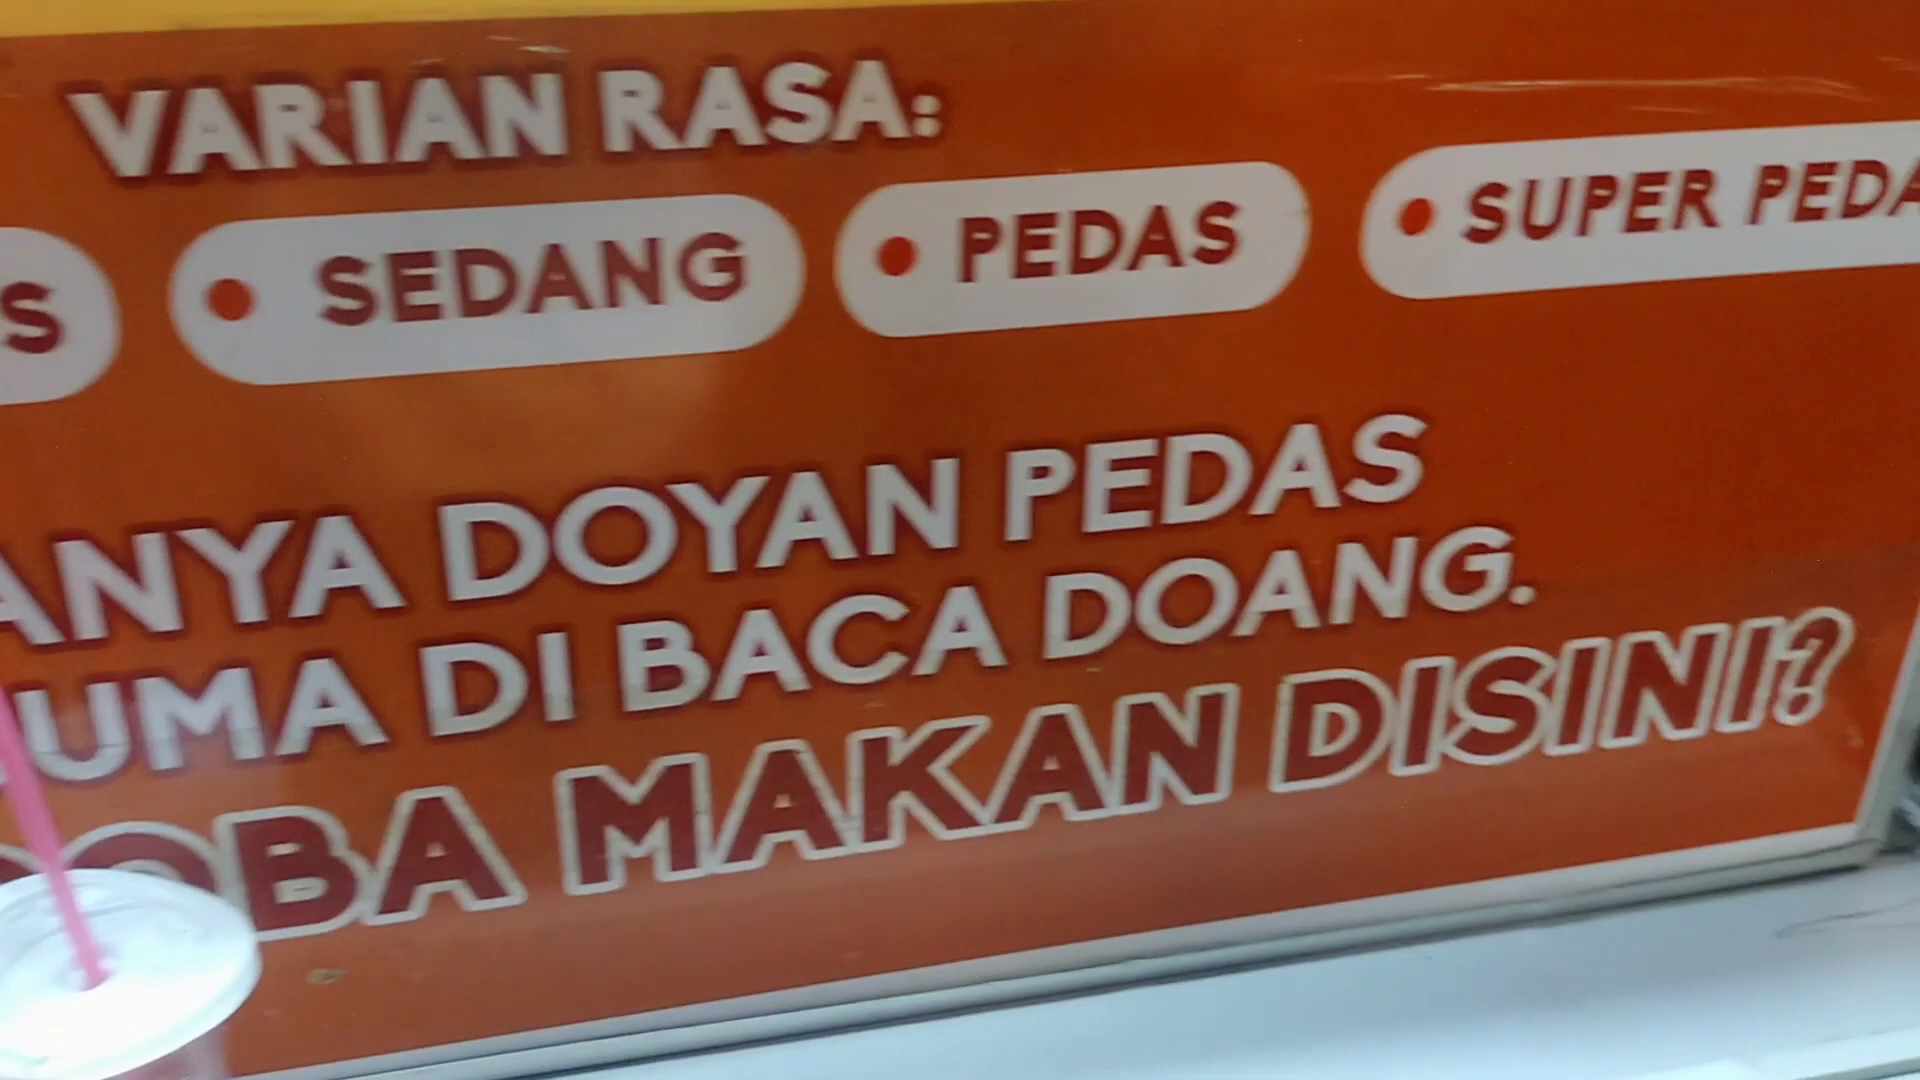 VARIAN RASA:
S • SEDANG • PEDAS • SUPER PEDA
ANYA DOYAN PEDAS
UMA DI BACA DOANG.
OBA MAKAN DISINI?